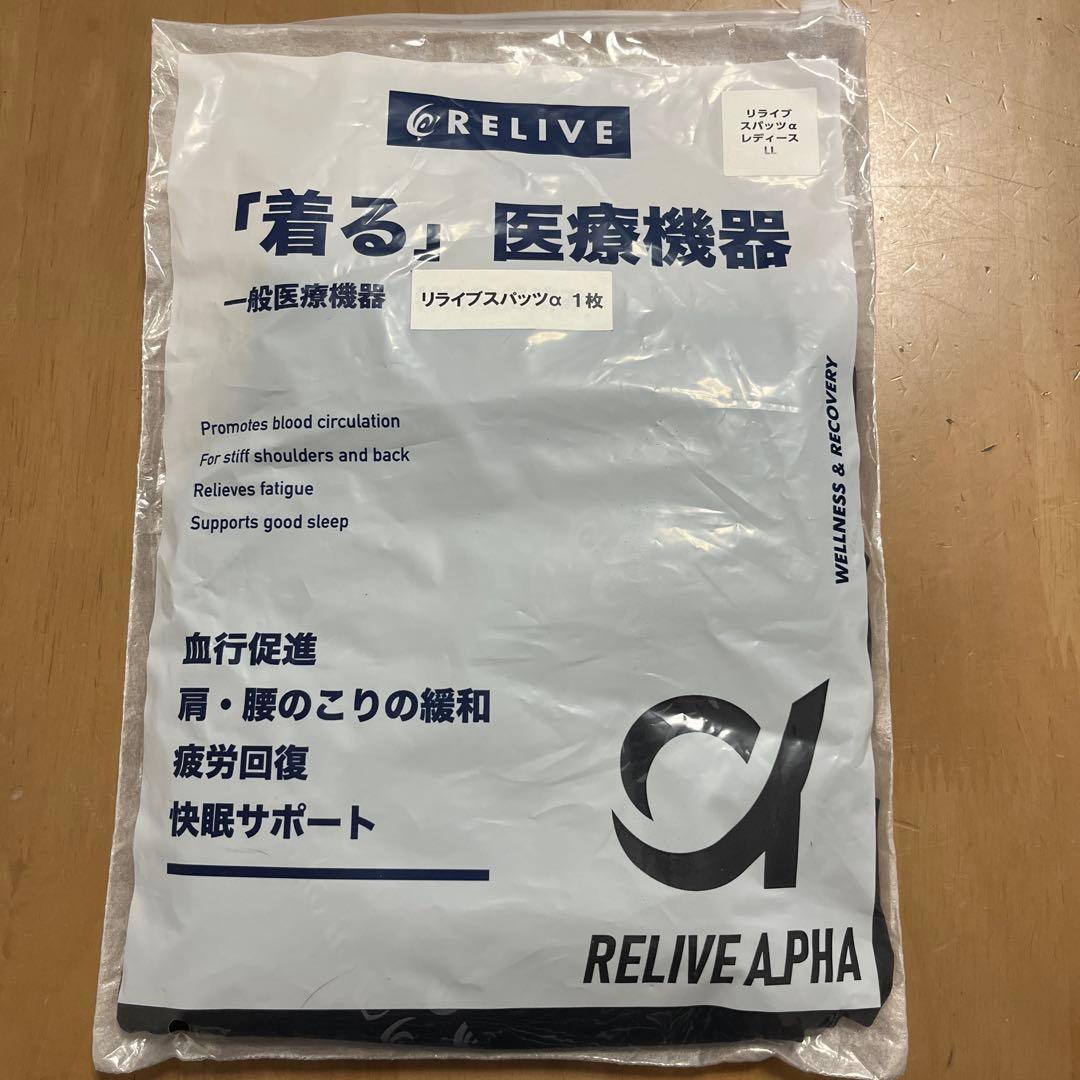 RELIVE
リライブ
スパッツα
レディース
LL
「着る」医療機器
一般医療機器
リライブスパッツα 1枚
Promotes blood circulation
For stiff shoulders and back
Relieves fatigue
Supports good sleep
WELLNESS & RECOVERY
血行促進
肩・腰のこりの緩和
疲労回復
快眠サポート
α
RELIVE ALPHA